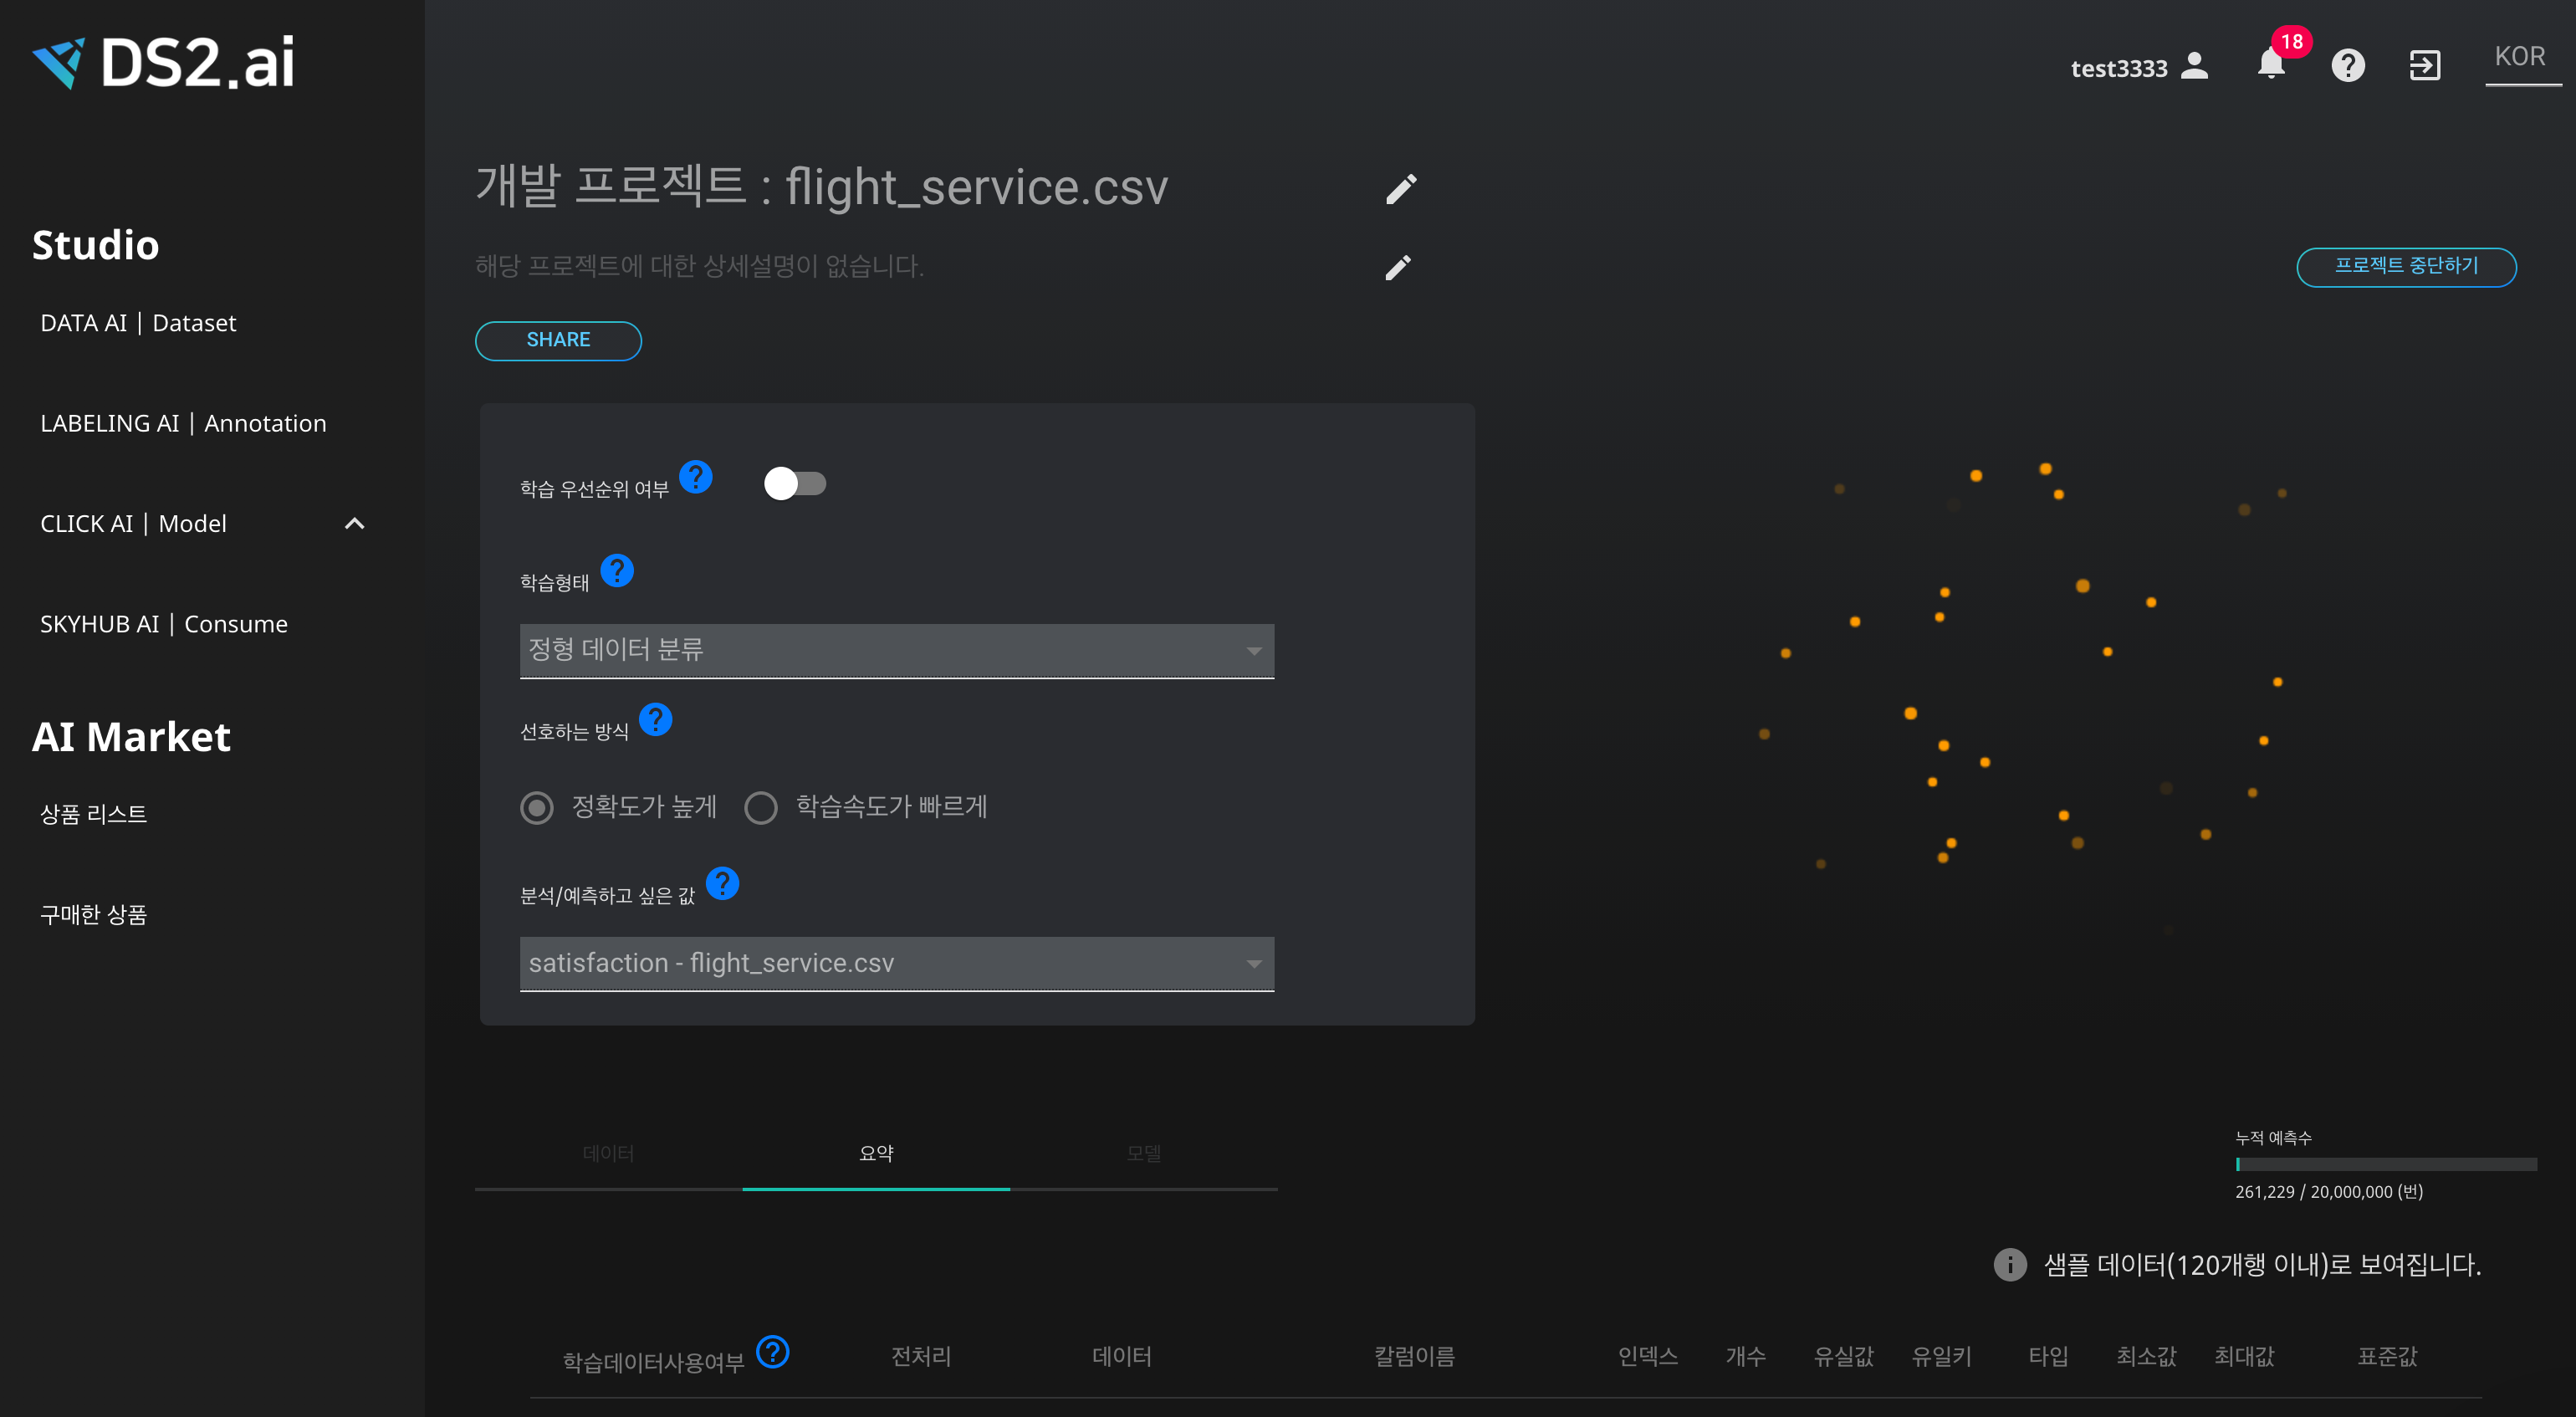 DS2.ai
test3333
18
KOR
Studio
DATA AI | Dataset
LABELING AI | Annotation
CLICK AI | Model
SKYHUB AI | Consume
AI Market
상품 리스트
구매한 상품
개발 프로젝트 : flight_service.csv
해당 프로젝트에 대한 상세설명이 없습니다.
프로젝트 중단하기
SHARE
학습 우선순위 여부
학습형태
정형 데이터 분류
선호하는 방식
정확도가 높게
학습속도가 빠르게
분석/예측하고 싶은 값
satisfaction - flight_service.csv
데이터
요약
모델
누적 예측수
261,229 / 20,000,000 (번)
샘플 데이터(120개행 이내)로 보여집니다.
학습데이터사용여부 전처리 데이터 칼럼이름 인덱스 개수 유실값 유일키 타입 최소값 최대값 표준값